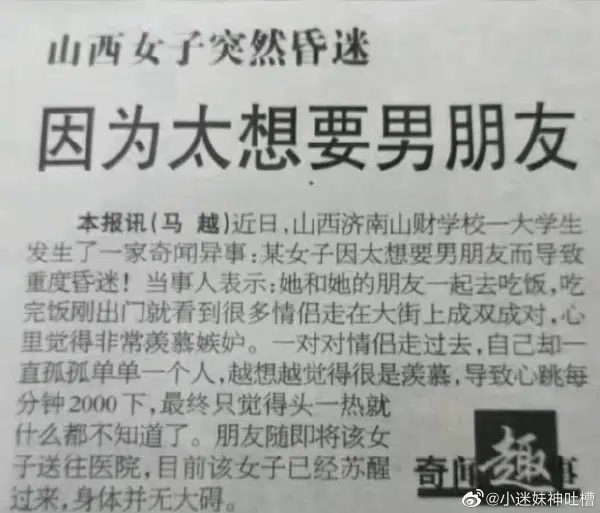 山西女子突然昏迷
因为太想要男朋友
本报讯(马 越)近日,山西济南山财学校一大学生
发生了一家奇闻异事:某女子因太想要男朋友而导致
重度昏迷!当事人表示:她和她的朋友一起去吃饭,吃
完饭刚出门就看到很多情侣走在大街上成双成对,心
里觉得非常羡慕嫉妒。一对对情侣走过去,自己却一
直孤孤单单一个人,越想越觉得很是羡慕,导致心跳每
分钟2000下,最终只觉得头一热就
什么都不知道了。朋友随即将该女
子送往医院,目前该女子已经苏醒
过来,身体并无大碍。
奇闻趣事
@小迷妹神吐槽